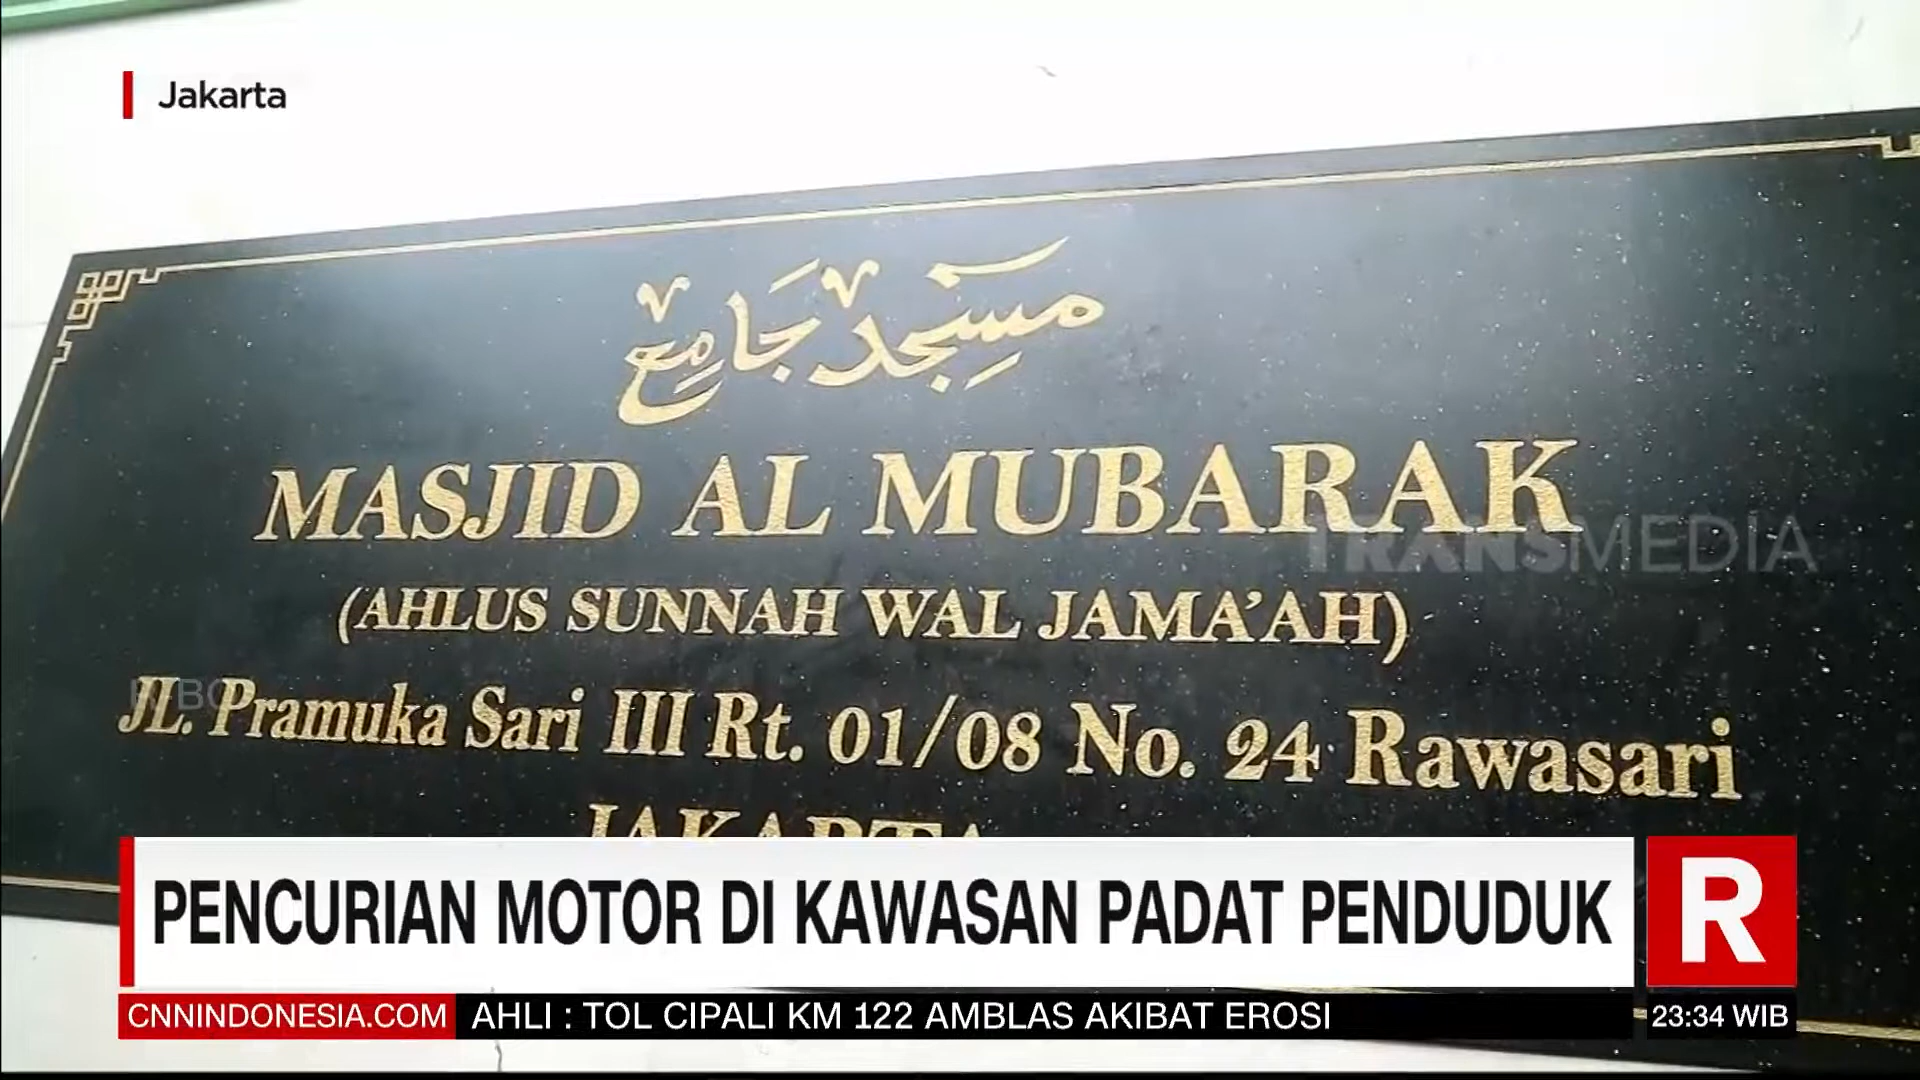 Jakarta
مسجد جامع
MASJID AL MUBARAK
TRANSMEDIA
(AHLUS SUNNAH WAL JAMA'AH)
JL. Pramuka Sari III Rt. 01/08 No. 24 Rawasari
JAKARTA
PENCURIAN MOTOR DI KAWASAN PADAT PENDUDUK
R
CNNINDONESIA.COM AHLI : TOL CIPALI KM 122 AMBLAS AKIBAT EROSI 23:34 WIB